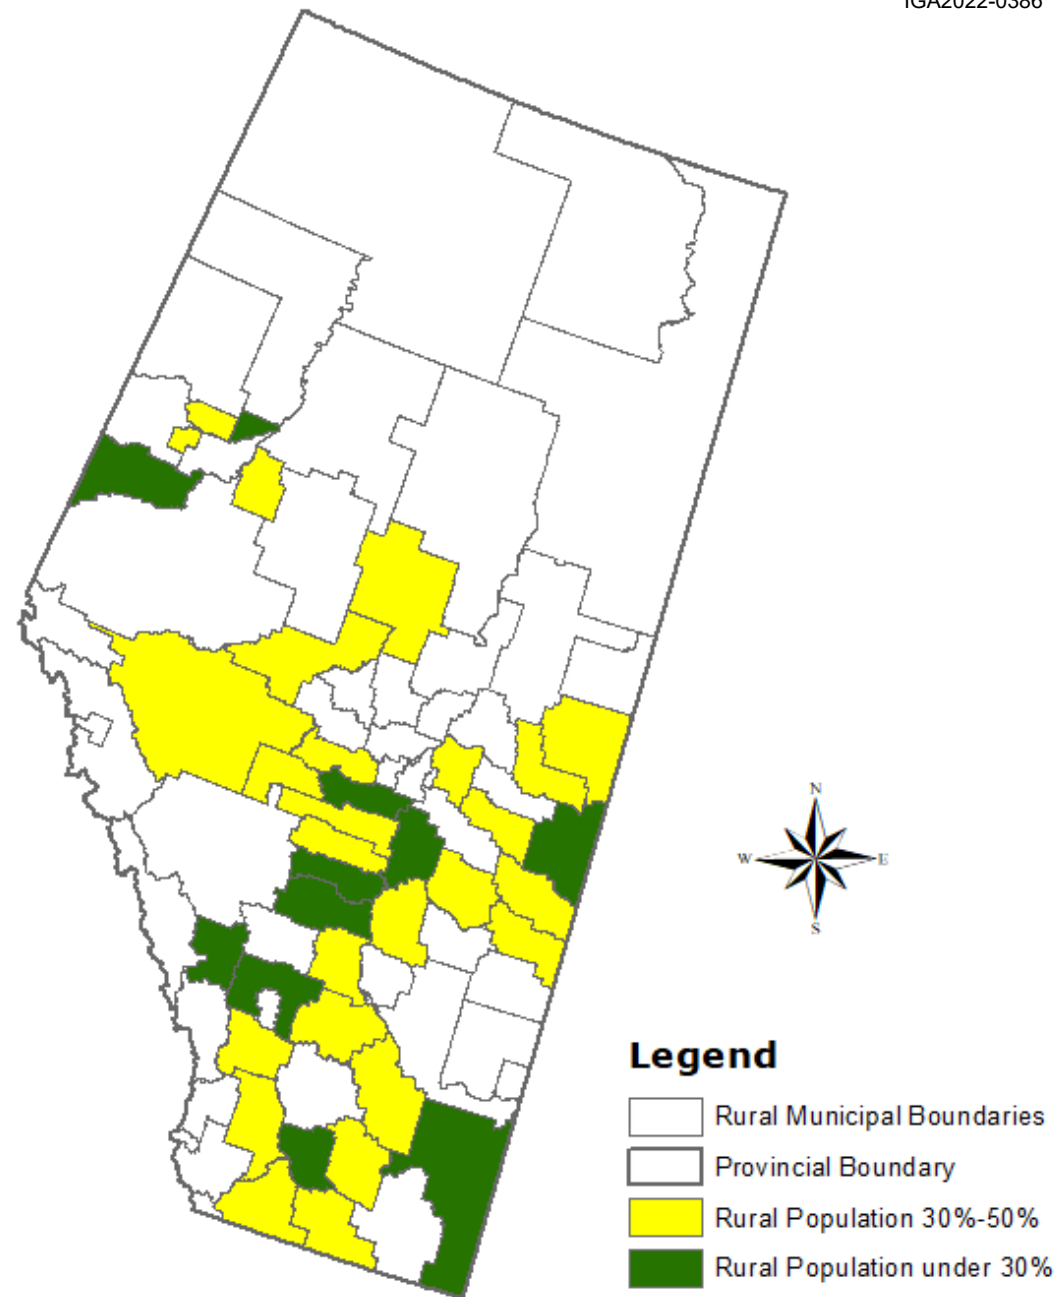 IGA2022-0386
N
W
E
S
Legend
Rural Municipal Boundaries
Provincial Boundary
Rural Population 30%-50%
Rural Population under 30%